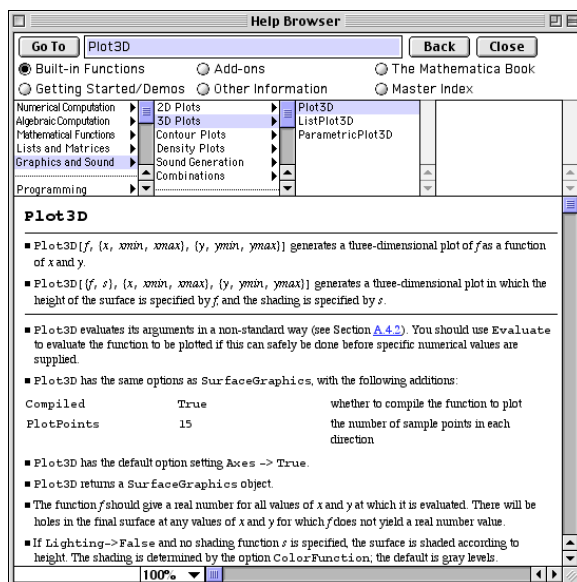 Help Browser
Go To Plot3D Back Close
Built-in Functions Add-ons The Mathematica Book
Getting Started/Demos Other Information Master Index
Numerical Computation 2D Plots Plot3D
Algebraic Computation 3D Plots ListPlot3D
Mathematical Functions Contour Plots ParametricPlot3D
Lists and Matrices Density Plots
Graphics and Sound Sound Generation
Combinations
Programming
Plot3D
■ Plot3D[f, {x, xmin, xmax}, {y, ymin, ymax}] generates a three-dimensional plot of f as a function
of x and y.
■ Plot3D[{f, s}, {x, xmin, xmax}, {y, ymin, ymax}] generates a three-dimensional plot in which the
height of the surface is specified by f, and the shading is specified by s.
■ Plot3D evaluates its arguments in a non-standard way (see Section A.4.2). You should use Evaluate
to evaluate the function to be plotted if this can safely be done before specific numerical values are
supplied.
■ Plot3D has the same options as SurfaceGraphics, with the following additions:
Compiled True whether to compile the function to plot
PlotPoints 15 the number of sample points in each
direction
■ Plot3D has the default option setting Axes -> True.
■ Plot3D returns a SurfaceGraphics object.
■ The function f should give a real number for all values of x and y at which it is evaluated. There will be
holes in the final surface at any values of x and y for which f does not yield a real number value.
■ If Lighting->False and no shading function s is specified, the surface is shaded according to
height. The shading is determined by the option ColorFunction; the default is gray levels.
100%